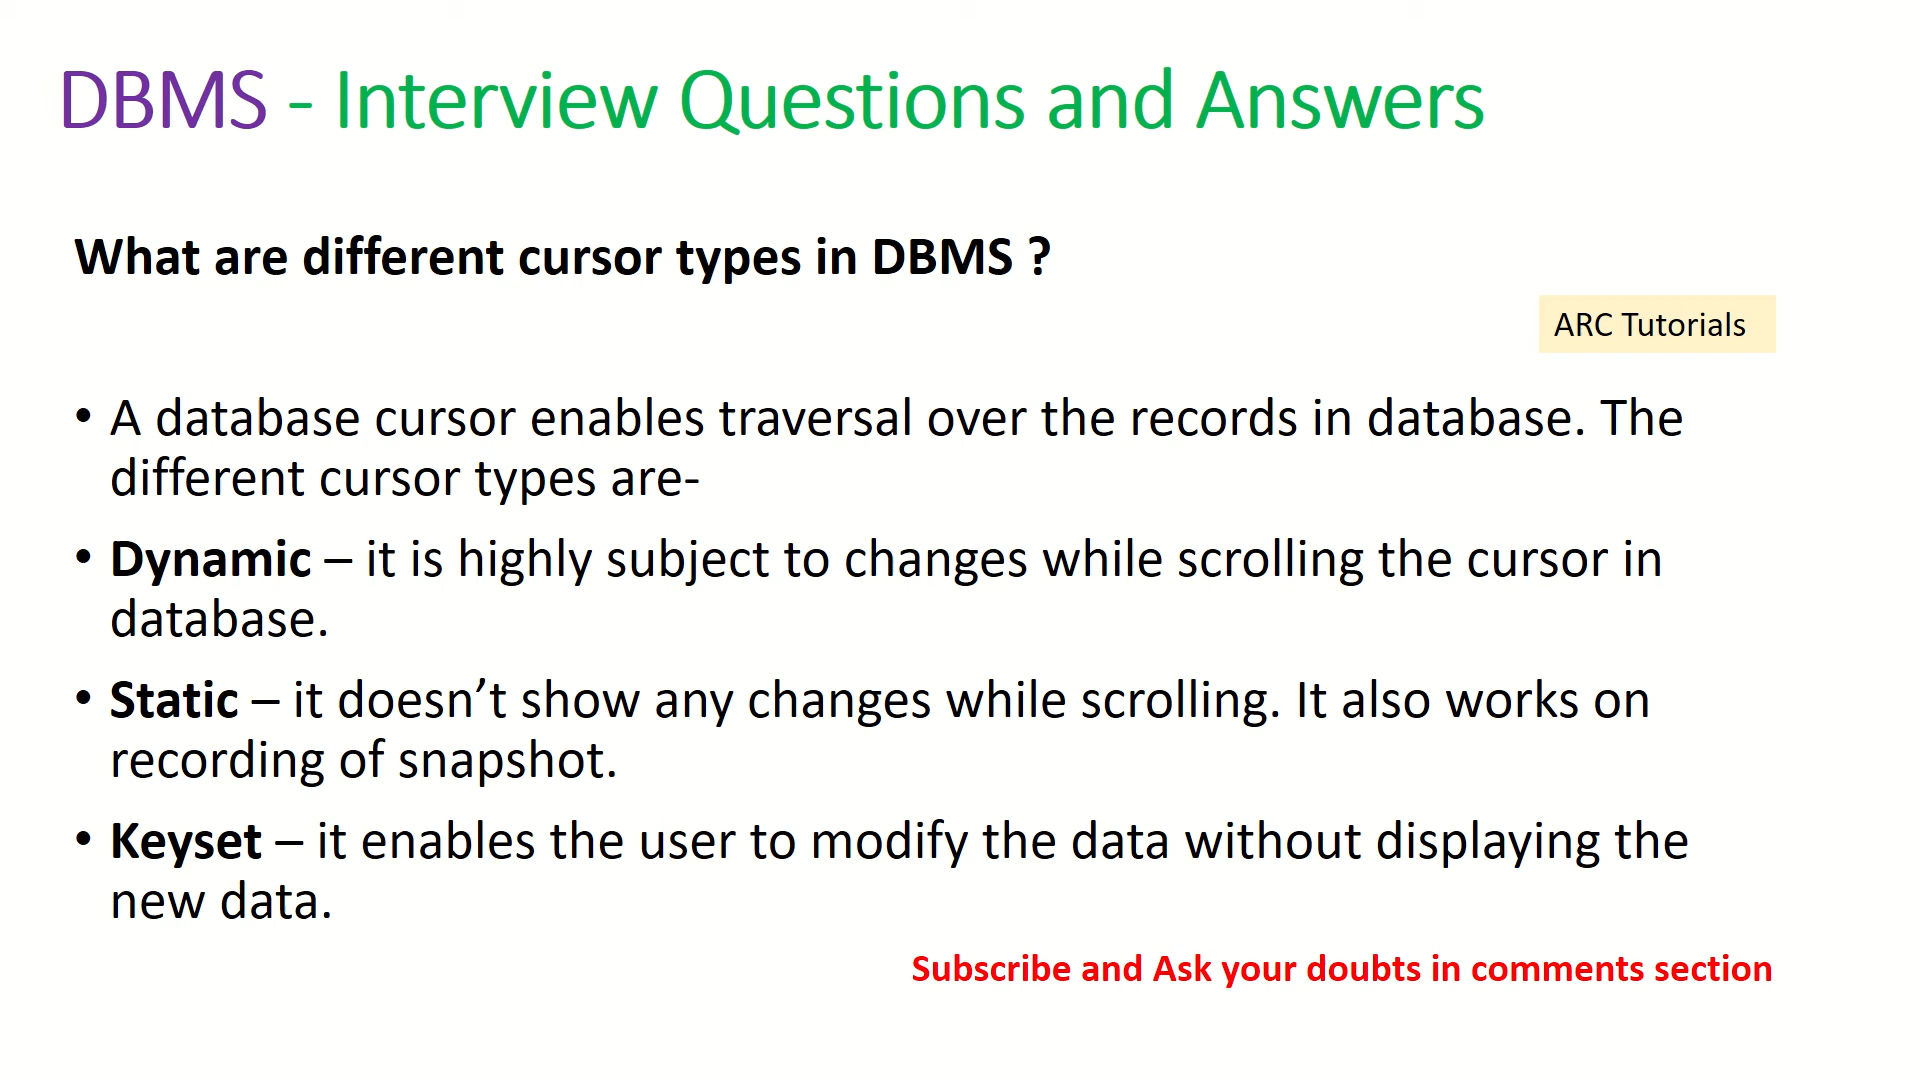 DBMS - Interview Questions and Answers
What are different cursor types in DBMS ?
ARC Tutorials
• A database cursor enables traversal over the records in database. The
different cursor types are-
• Dynamic – it is highly subject to changes while scrolling the cursor in
database.
• Static – it doesn’t show any changes while scrolling. It also works on
recording of snapshot.
• Keyset – it enables the user to modify the data without displaying the
new data.
Subscribe and Ask your doubts in comments section